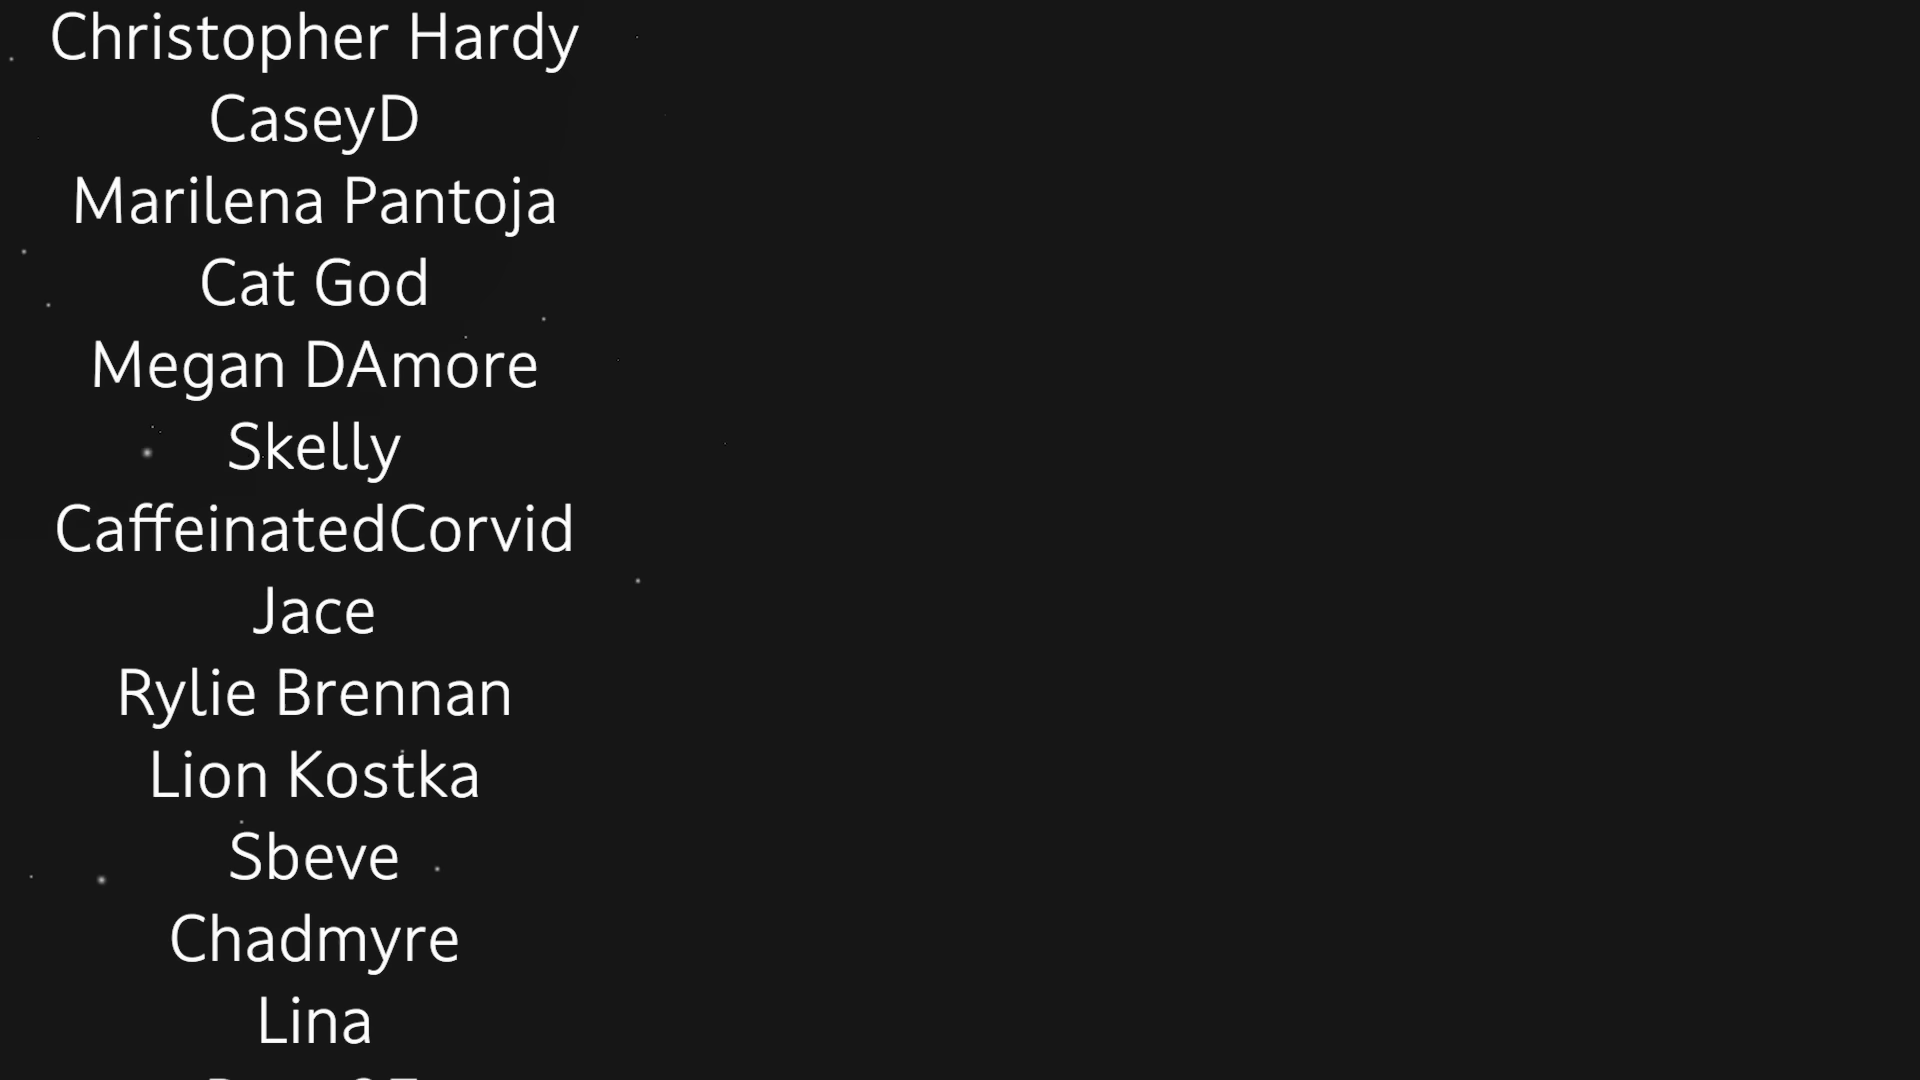 Christopher Hardy
CaseyD
Marilena Pantoja
Cat God
Megan DAmore
Skelly
CaffeinatedCorvid
Jace
Rylie Brennan
Lion Kostka
Sbeve
Chadmyre
Lina